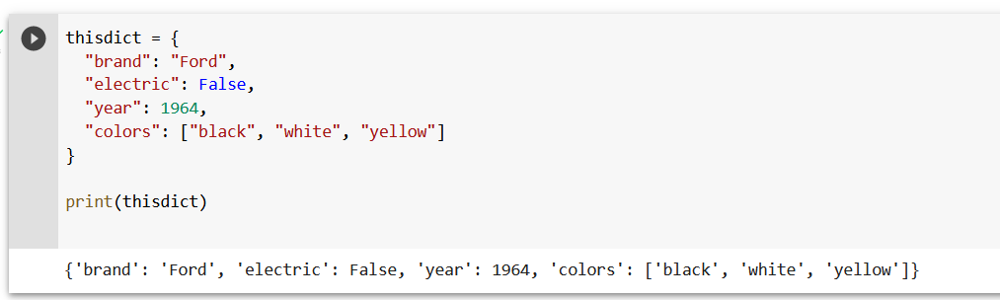 thisdict = {
  "brand": "Ford",
  "electric": False,
  "year": 1964,
  "colors": ["black", "white", "yellow"]
}
print(thisdict)
{'brand': 'Ford', 'electric': False, 'year': 1964, 'colors': ['black', 'white', 'yellow']}